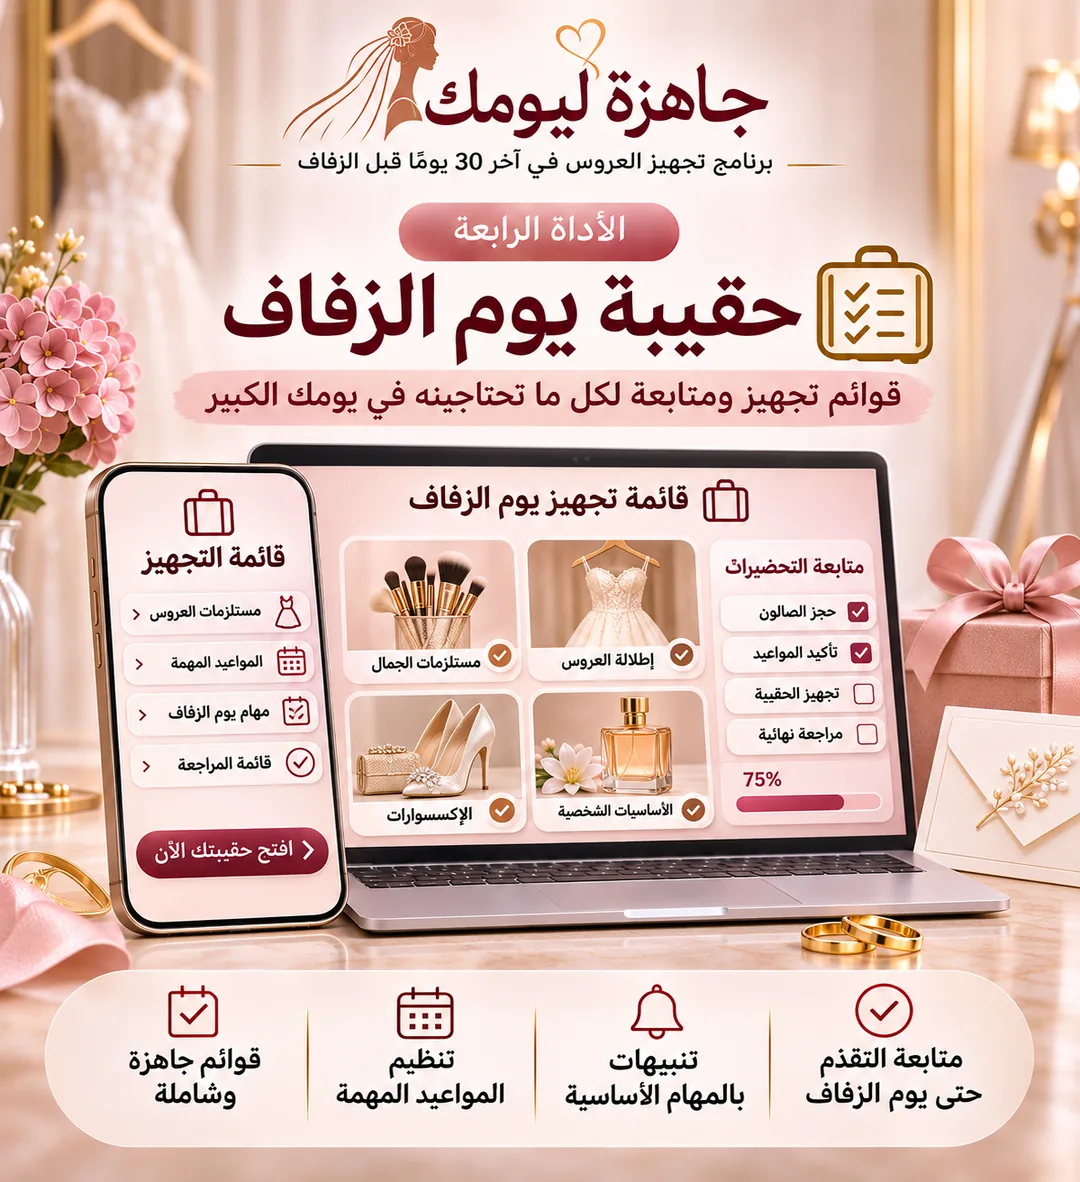 جاهزة ليومك
برنامج تجهيز العروس في آخر 30 يومًا قبل الزفاف
الأداة الرابعة
حقيبة يوم الزفاف
قوائم تجهيز ومتابعة لكل ما تحتاجينه في يومك الكبير
قائمة تجهيز يوم الزفاف
متابعة التحضيرات
حجز الصالون
تأكيد المواعيد
تجهيز الحقيبة
مراجعة نهائية
75%
إطلالة العروس
مستلزمات الجمال
الأساسيات الشخصية
الإكسسوارات
قائمة التجهيز
مستلزمات العروس
المواعيد المهمة
مهام يوم الزفاف
قائمة المراجعة
افتح حقيبتك الأن
متابعة التقدّم
حتى يوم الزفاف
تنبيهات
بالمهام الأساسية
تنظيم
المواعيد المهمة
قوائم جاهزة
وشاملة